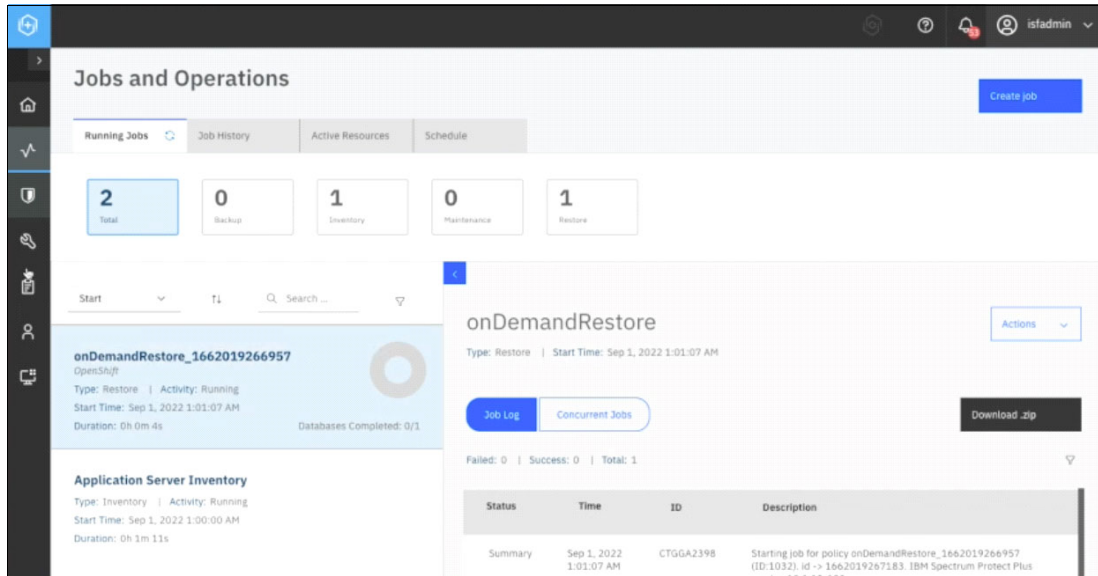 isfadmin
53
Jobs and Operations
Create job
Running Jobs
Job History
Active Resources
Schedule
2
Total
0
Backup
1
Inventory
0
Maintenance
1
Restore
Start
Search ...
onDemandRestore_1662019266957
OpenShift
Type: Restore | Activity: Running
Start Time: Sep 1, 2022 1:01:07 AM
Duration: 0h 0m 4s
Databases Completed: 0/1
Application Server Inventory
Type: Inventory | Activity: Running
Start Time: Sep 1, 2022 1:00:00 AM
Duration: 0h 1m 11s
onDemandRestore
Actions
Type: Restore | Start Time: Sep 1, 2022 1:01:07 AM
Job Log
Concurrent Jobs
Download .zip
Failed: 0 | Success: 0 | Total: 1
Status Time ID Description
Summary Sep 1, 2022 CTGGA2398 Starting job for policy onDemandRestore_1662019266957
1:01:07 AM (ID:1032). id -> 1662019267183. IBM Spectrum Protect Plus